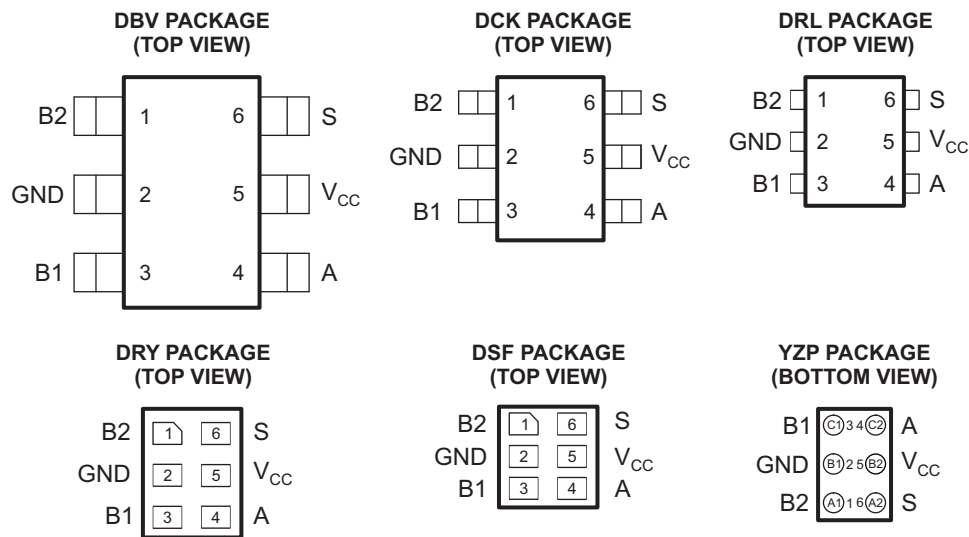 DBV PACKAGE
(TOP VIEW)
B2 1 6 S
GND 2 5 VCC
B1 3 4 A
DCK PACKAGE
(TOP VIEW)
B2 1 6 S
GND 2 5 VCC
B1 3 4 A
DRL PACKAGE
(TOP VIEW)
B2 1 6 S
GND 2 5 VCC
B1 3 4 A
DRY PACKAGE
(TOP VIEW)
B2 1 6 S
GND 2 5 VCC
B1 3 4 A
DSF PACKAGE
(TOP VIEW)
B2 1 6 S
GND 2 5 VCC
B1 3 4 A
YZP PACKAGE
(BOTTOM VIEW)
B1 C1 3 4 C2 A
GND B1 2 5 B2 VCC
B2 A1 1 6 A2 S